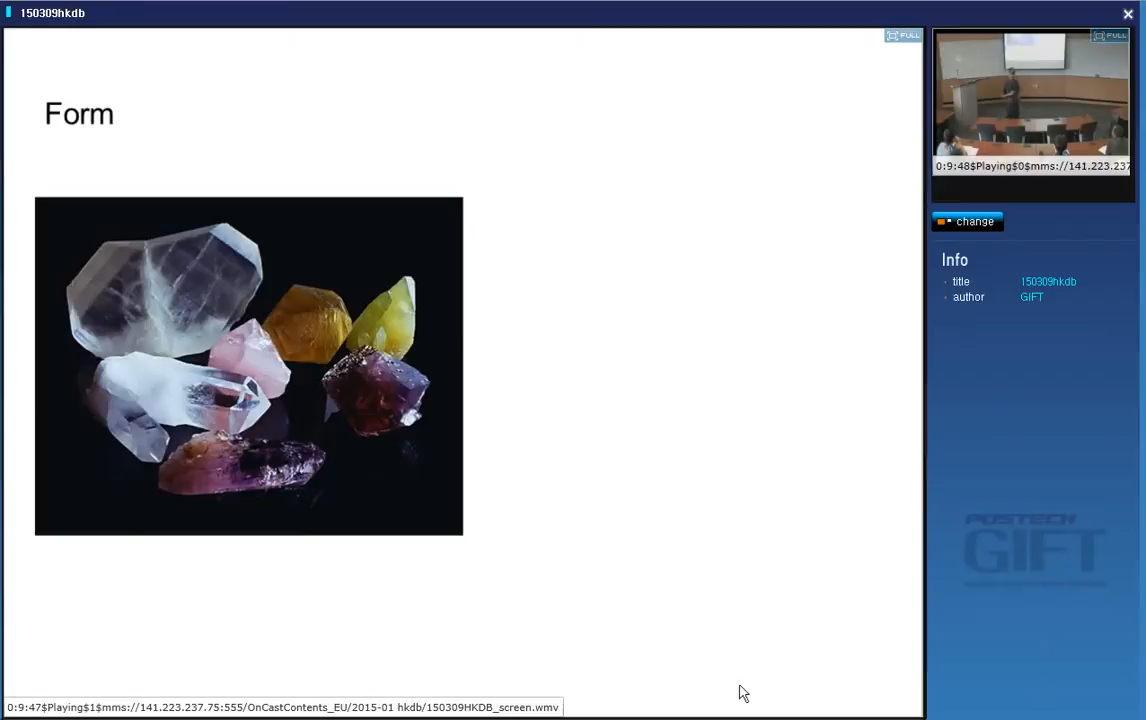 150309hkdb
FULL
Form
FULL
0:9:48$Playing$0$mms://141.223.237
change
Info
title 150309hkdb
author GIFT
POSTECH
GIFT
0:9:47$Playing$1$mms://141.223.237.75:555/OnCastContents_EU/2015-01 hkdb/150309HKDB_screen.wmv